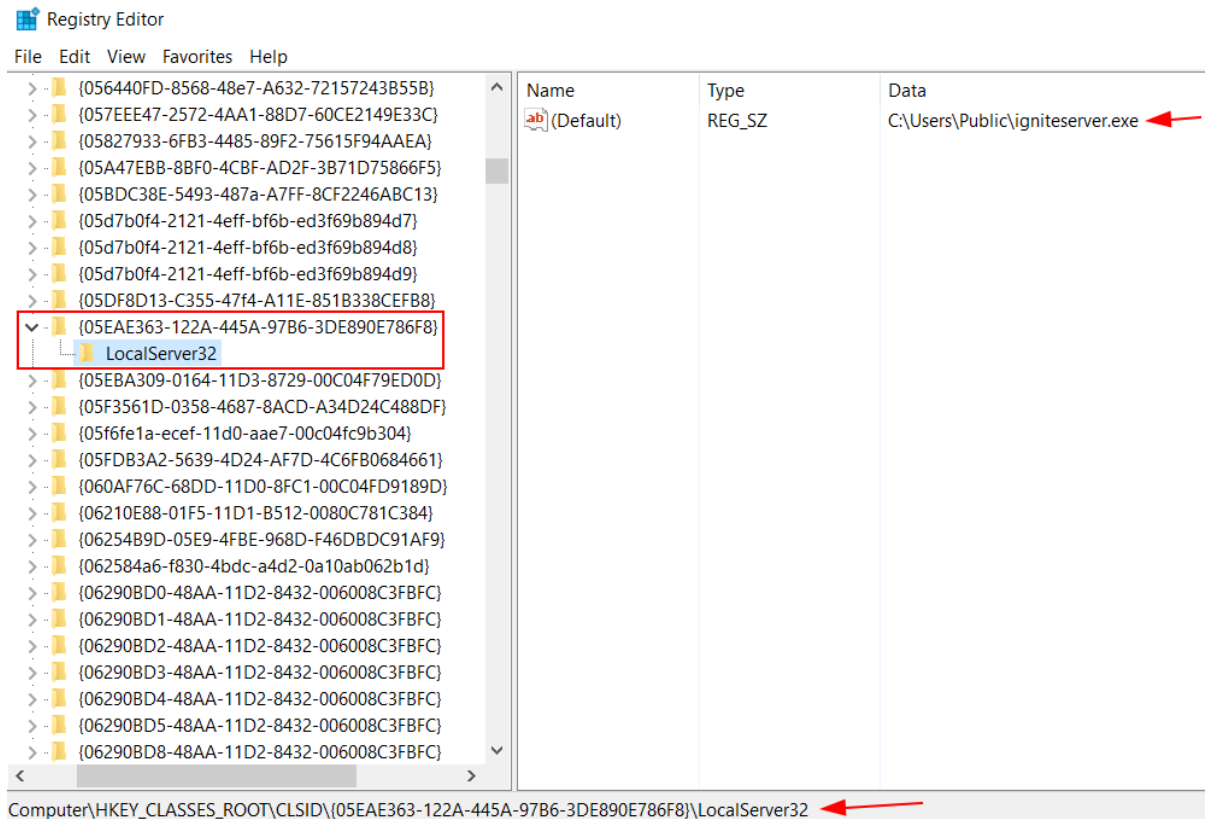 Registry Editor
File Edit View Favorites Help
{056440FD-8568-48e7-A632-72157243B55B}
{057EEE47-2572-4AA1-88D7-60CE2149E33C}
{05827933-6FB3-4485-89F2-75615F94AAEA}
{05A47EBB-8BF0-4CBF-AD2F-3B71D75866F5}
{05BDC38E-5493-487a-A7FF-8CF2246ABC13}
{05d7b0f4-2121-4eff-bf6b-ed3f69b894d7}
{05d7b0f4-2121-4eff-bf6b-ed3f69b894d8}
{05d7b0f4-2121-4eff-bf6b-ed3f69b894d9}
{05DF8D13-C355-47f4-A11E-851B338CEFB8}
{05EAE363-122A-445A-97B6-3DE890E786F8}
LocalServer32
{05EBA309-0164-11D3-8729-00C04F79ED0D}
{05F3561D-0358-4687-8ACD-A34D24C488DF}
{05f6fe1a-ecef-11d0-aae7-00c04fc9b304}
{05FDB3A2-5639-4D24-AF7D-4C6FB0684661}
{060AF76C-68DD-11D0-8FC1-00C04FD9189D}
{06210E88-01F5-11D1-B512-0080C781C384}
{06254B9D-05E9-4FBE-968D-F46DBDC91AF9}
{062584a6-f830-4bdc-a4d2-0a10ab062b1d}
{06290BD0-48AA-11D2-8432-006008C3FBFC}
{06290BD1-48AA-11D2-8432-006008C3FBFC}
{06290BD2-48AA-11D2-8432-006008C3FBFC}
{06290BD3-48AA-11D2-8432-006008C3FBFC}
{06290BD4-48AA-11D2-8432-006008C3FBFC}
{06290BD5-48AA-11D2-8432-006008C3FBFC}
{06290BD8-48AA-11D2-8432-006008C3FBFC}
Name Type Data
ab (Default) REG_SZ C:\Users\Public\igniteserver.exe
Computer\HKEY_CLASSES_ROOT\CLSID\{05EAE363-122A-445A-97B6-3DE890E786F8}\LocalServer32